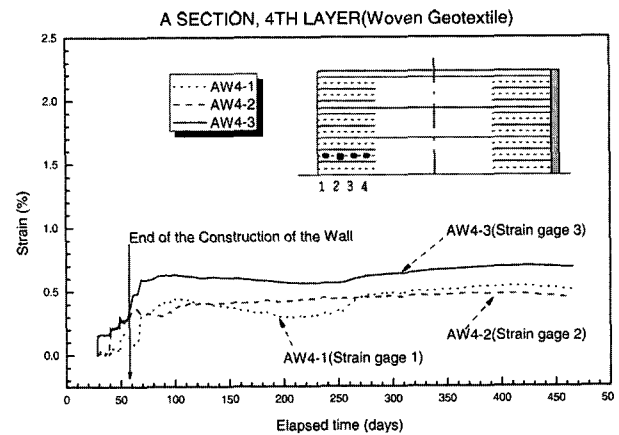 A SECTION, 4TH LAYER(Woven Geotextile)
2.5
2.0
1.5
1.0
0.5
0.0
Strain (%)
AW4-1
AW4-2
AW4-3
1 2 3 4
End of the Construction of the Wall
AW4-3(Strain gage 3)
AW4-2(Strain gage 2)
AW4-1(Strain gage 1)
0 50 100 150 200 250 300 350 400 450 50
Elapsed time (days)